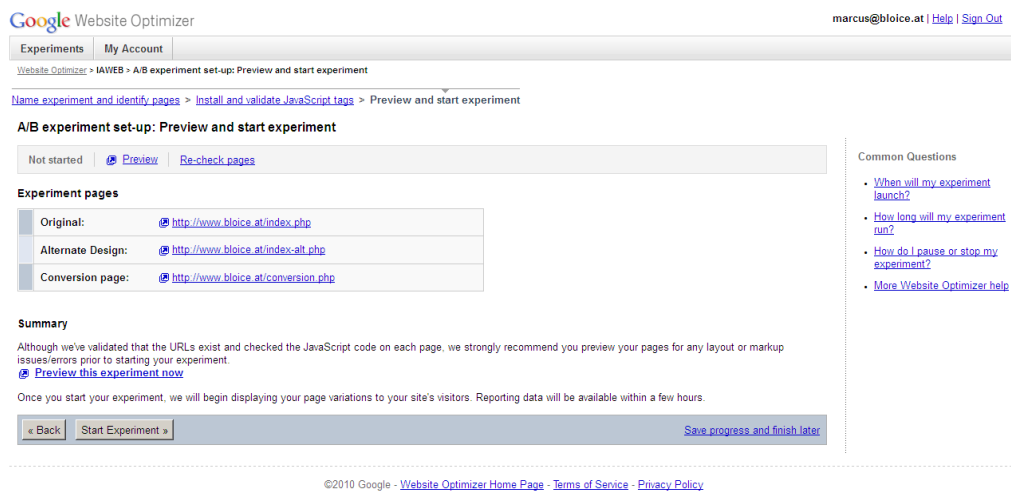 Google Website Optimizer
marcus@bloice.at | Help | Sign Out
Experiments My Account
Website Optimizer > IAWEB > A/B experiment set-up: Preview and start experiment
Name experiment and identify pages > Install and validate JavaScript tags > Preview and start experiment
A/B experiment set-up: Preview and start experiment
Not started Preview Re-check pages
Experiment pages
Original: http://www.bloice.at/index.php
Alternate Design: http://www.bloice.at/index-alt.php
Conversion page: http://www.bloice.at/conversion.php
Summary
Although we've validated that the URLs exist and checked the JavaScript code on each page, we strongly recommend you preview your pages for any layout or markup
issues/errors prior to starting your experiment.
Preview this experiment now
Once you start your experiment, we will begin displaying your page variations to your site's visitors. Reporting data will be available within a few hours.
« Back Start Experiment » Save progress and finish later
Common Questions
• When will my experiment
launch?
• How long will my experiment
run?
• How do I pause or stop my
experiment?
• More Website Optimizer help
©2010 Google - Website Optimizer Home Page - Terms of Service - Privacy Policy